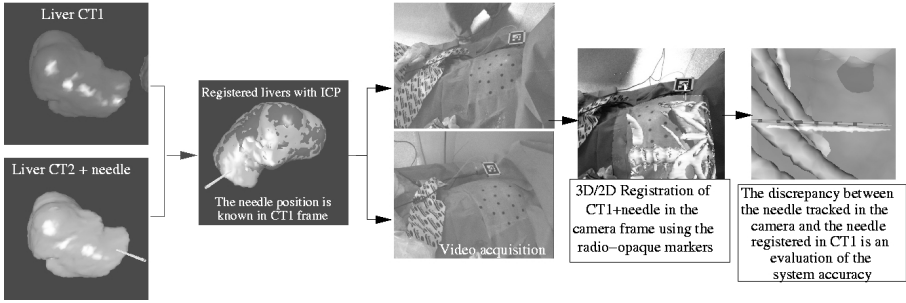 Liver CT1
Liver CT2 + needle
Registered livers with ICP
The needle position is
known in CT1 frame
Video acquisition
3D/2D Registration of
CT1+needle in the
camera frame using the
radio-opaque markers
The discrepancy between
the needle tracked in the
camera and the needle
registered in CT1 is an
evaluation of the
system accuracy